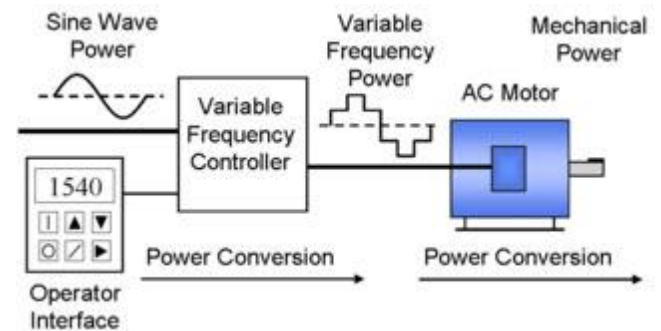 Sine Wave
Power
Variable
Frequency
Power
Mechanical
Power
AC Motor
Variable
Frequency
Controller
1540
Power Conversion
Power Conversion
Operator
Interface